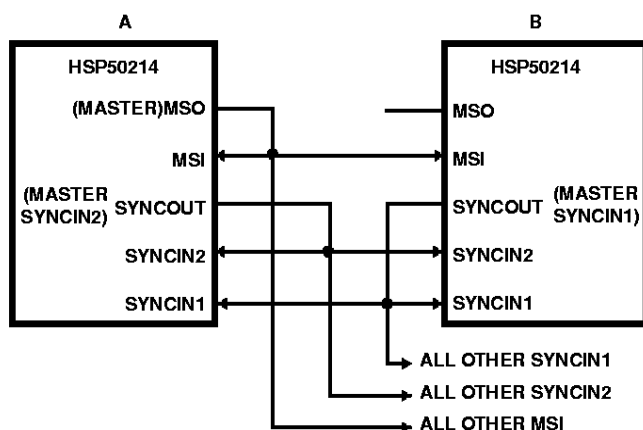 A
B
HSP50214
HSP50214
(MASTER)MSO
MSO
MSI
MSI
(MASTER
SYNCIN2)
SYNCOUT
SYNCOUT
(MASTER
SYNCIN1)
SYNCIN2
SYNCIN2
SYNCIN1
SYNCIN1
ALL OTHER SYNCIN1
ALL OTHER SYNCIN2
ALL OTHER MSI